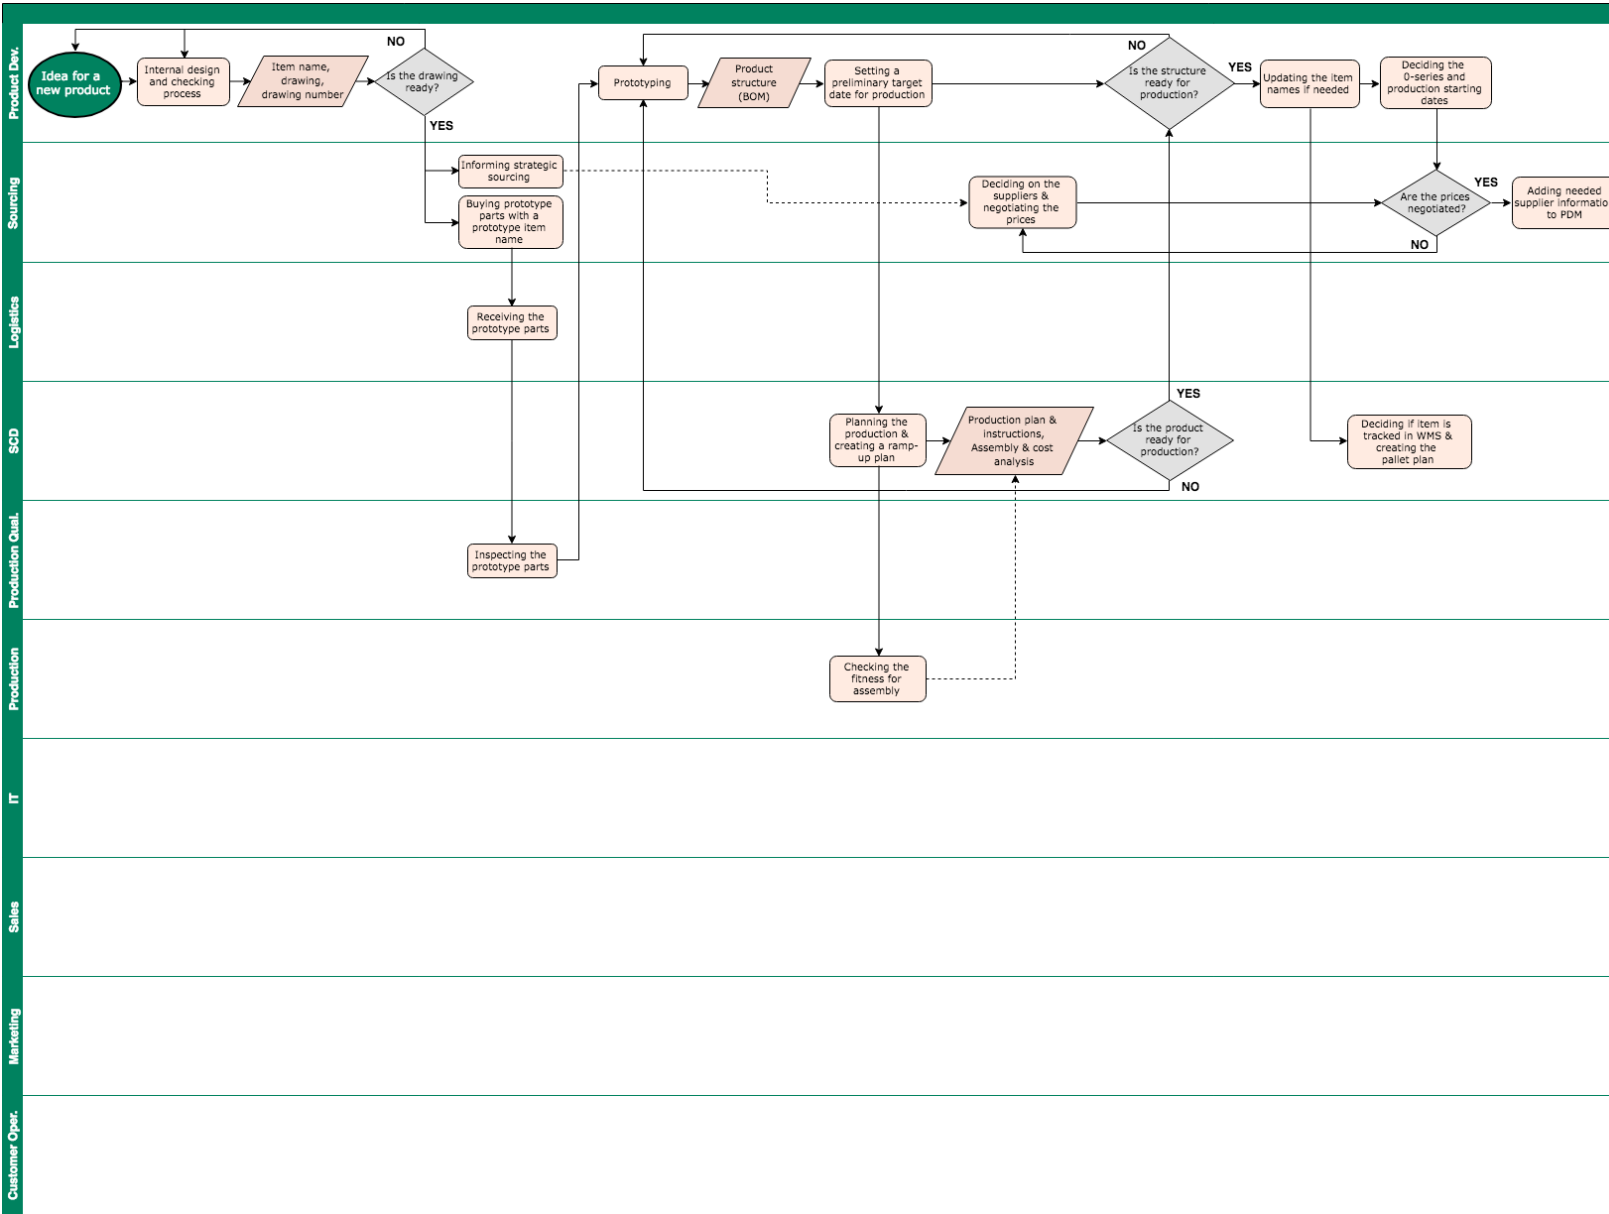 Product Dev.
Idea for a
new product
Internal design
and checking
process
Item name,
drawing,
drawing number
NO
Is the drawing
ready?
YES
Prototyping
Product
structure
(BOM)
Setting a
preliminary target
date for production
NO
Is the structure
ready for
production?
YES
Updating the item
names if needed
Deciding the
0-series and
production starting
dates
Sourcing
Informing strategic
sourcing
Buying prototype
parts with a
prototype item
name
Deciding on the
suppliers &
negotiating the
prices
Are the prices
negotiated?
YES
NO
Adding needed
supplier informatio
to PDM
Logistics
Receiving the
prototype parts
SCD
Planning the
production &
creating a ramp-
up plan
Production plan &
instructions,
Assembly & cost
analysis
YES
Is the product
ready for
production?
NO
Deciding if item is
tracked in WMS &
creating the
pallet plan
Production Qual.
Inspecting the
prototype parts
Production
Checking the
fitness for
assembly
IT
Sales
Marketing
Customer Oper.